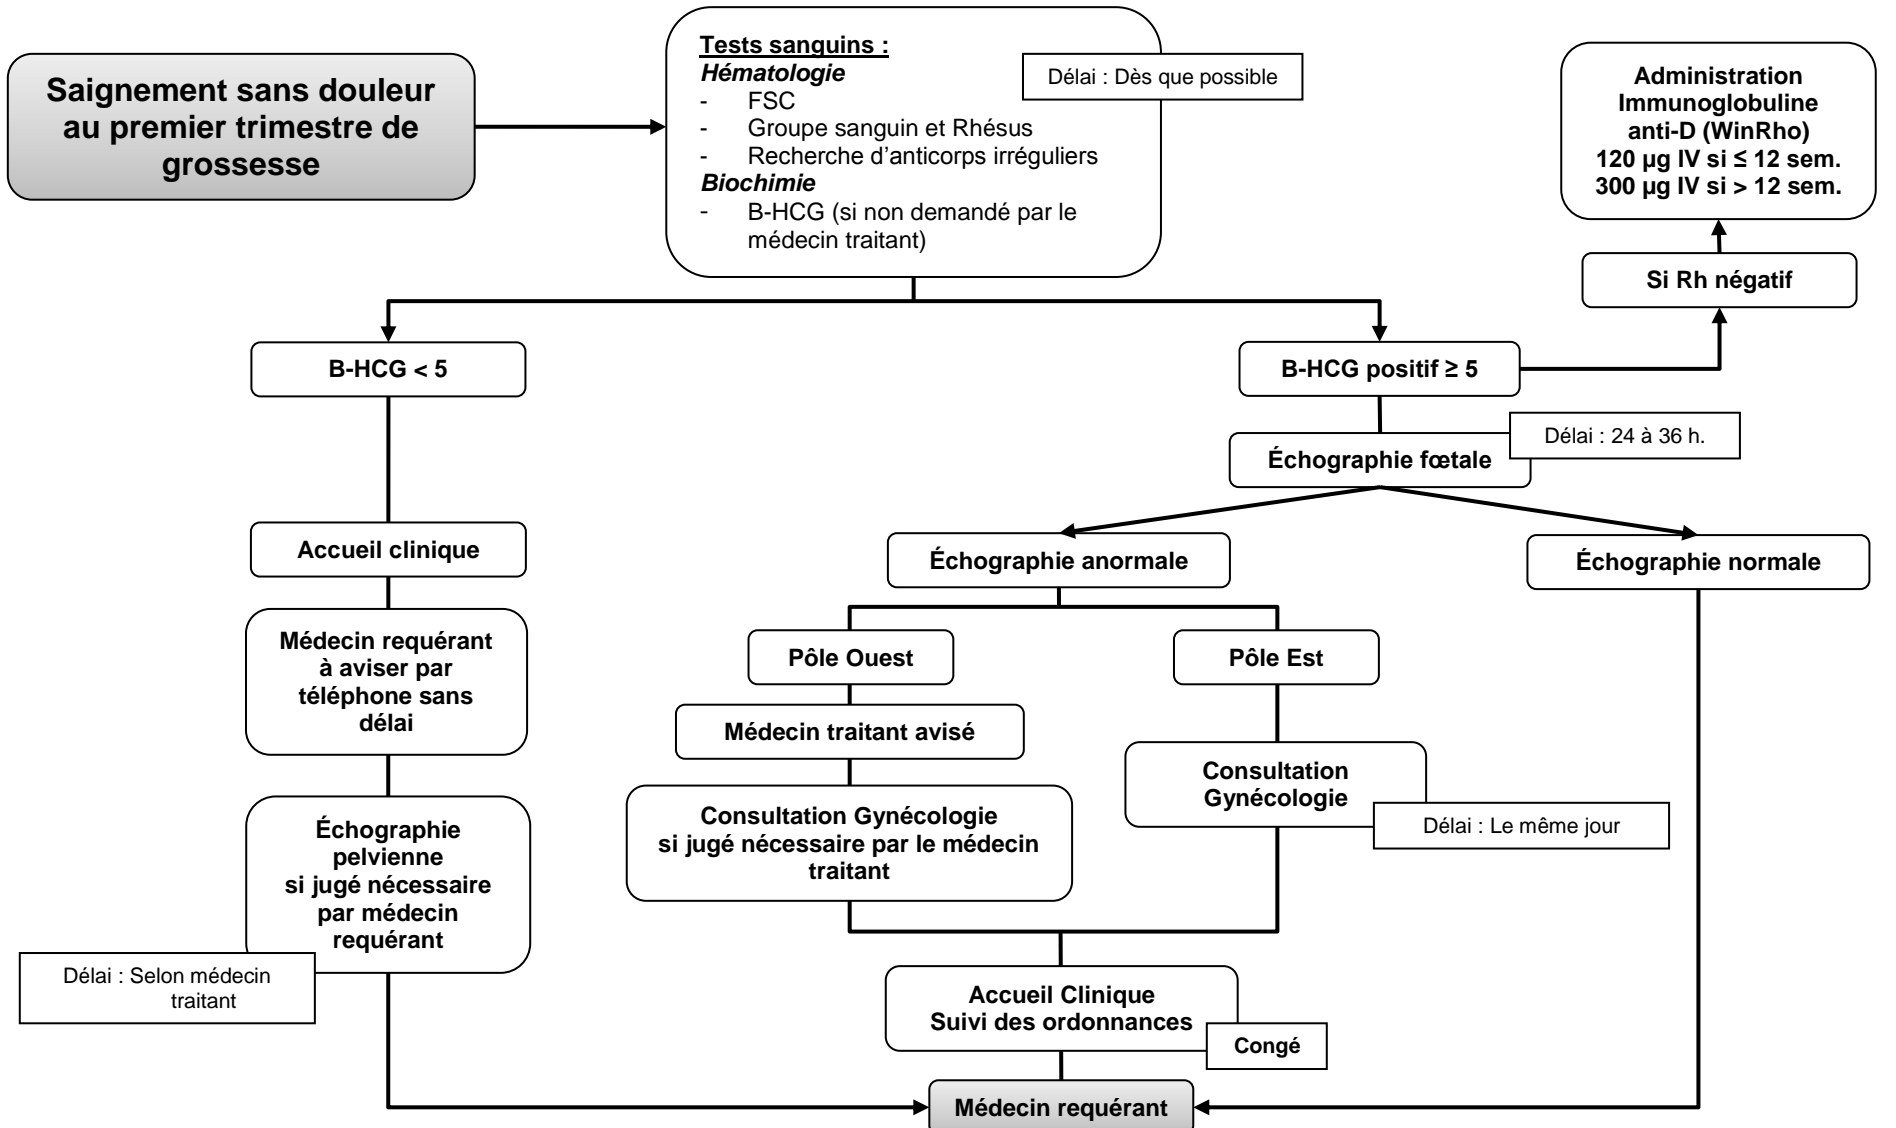 Saignement sans douleur
au premier trimestre de
grossesse
Tests sanguins :
Hématologie
- FSC
- Groupe sanguin et Rhésus
- Recherche d'anticorps irréguliers
Biochimie
- B-HCG (si non demandé par le
médecin traitant)
Délai : Dès que possible
Administration
Immunoglobuline
anti-D (WinRho)
120 µg IV si ≤ 12 sem.
300 µg IV si > 12 sem.
Si Rh négatif
B-HCG < 5
B-HCG positif ≥ 5
Délai : 24 à 36 h.
Échographie fœtale
Accueil clinique
Échographie anormale
Échographie normale
Médecin requérant
à aviser par
téléphone sans
délai
Pôle Ouest
Pôle Est
Médecin traitant avisé
Consultation
Gynécologie
Délai : Le même jour
Consultation Gynécologie
si jugé nécessaire par le médecin
traitant
Échographie
pelvienne
si jugé nécessaire
par médecin
requérant
Délai : Selon médecin
traitant
Accueil Clinique
Suivi des ordonnances
Congé
Médecin requérant